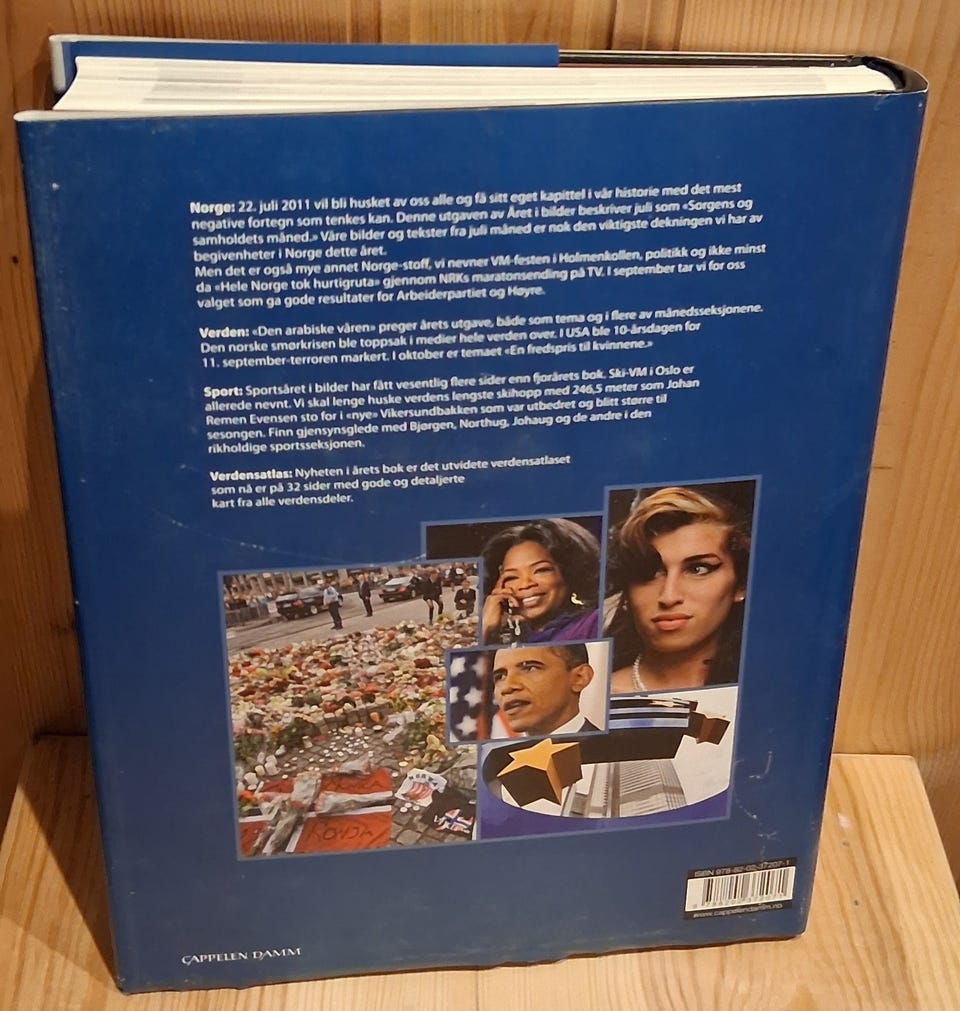 Norge: 22. juli 2011 vil bli husket av oss alle og få sitt eget kapittel i vår historie med det mest
negative fortegn som tenkes kan. Denne utgaven av Året i bilder beskriver juli som «Sorgens og
samholdets måned.» Våre bilder og tekster fra juli måned er nok den viktigste dekningen vi har av
begivenheter i Norge dette året.
Men det er også mye annet Norge-stoff, vi nevner VM-festen i Holmenkollen, politikk og ikke minst
da «Hele Norge tok hurtigruta» gjennom NRKs maratonsending på TV. I september tar vi for oss
valget som ga gode resultater for Arbeiderpartiet og Høyre.
Verden: «Den arabiske våren» preger årets utgave, både som tema og i flere av månedsseksjonene.
Den norske smørkrisen ble toppsak i medier hele verden over. I USA ble 10-årsdagen for
11. september-terroren markert. I oktober er temaet «En fredspris til kvinnene.»
Sport: Sportsåret i bilder har fått vesentlig flere sider enn fjorårets bok. Ski-VM i Oslo er
allerede nevnt. Vi skal lenge huske verdens lengste skihopp med 246,5 meter som Johan
Remen Evensen sto for i «nye» Vikersundbakken som var utbedret og blitt større til
sesongen. Finn gjensynsglede med Bjørgen, Northug, Johaug og de andre i den
rikholdige sportsseksjonen.
Verdensatlas: Nyheten i årets bok er det utvidete verdensatlaset
som nå er på 32 sider med gode og detaljerte
kart fra alle verdensdeler.
ISBN 978-82-02-37207-1
9 788202 372071
www.cappelendamm.no
CAPPELEN DAMM